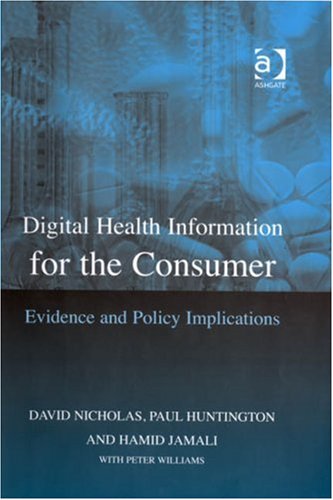 a
ASHGATE
Digital Health Information
for the Consumer
Evidence and Policy Implications
DAVID NICHOLAS, PAUL HUNTINGTON
AND HAMID JAMALI
WITH PETER WILLIAMS